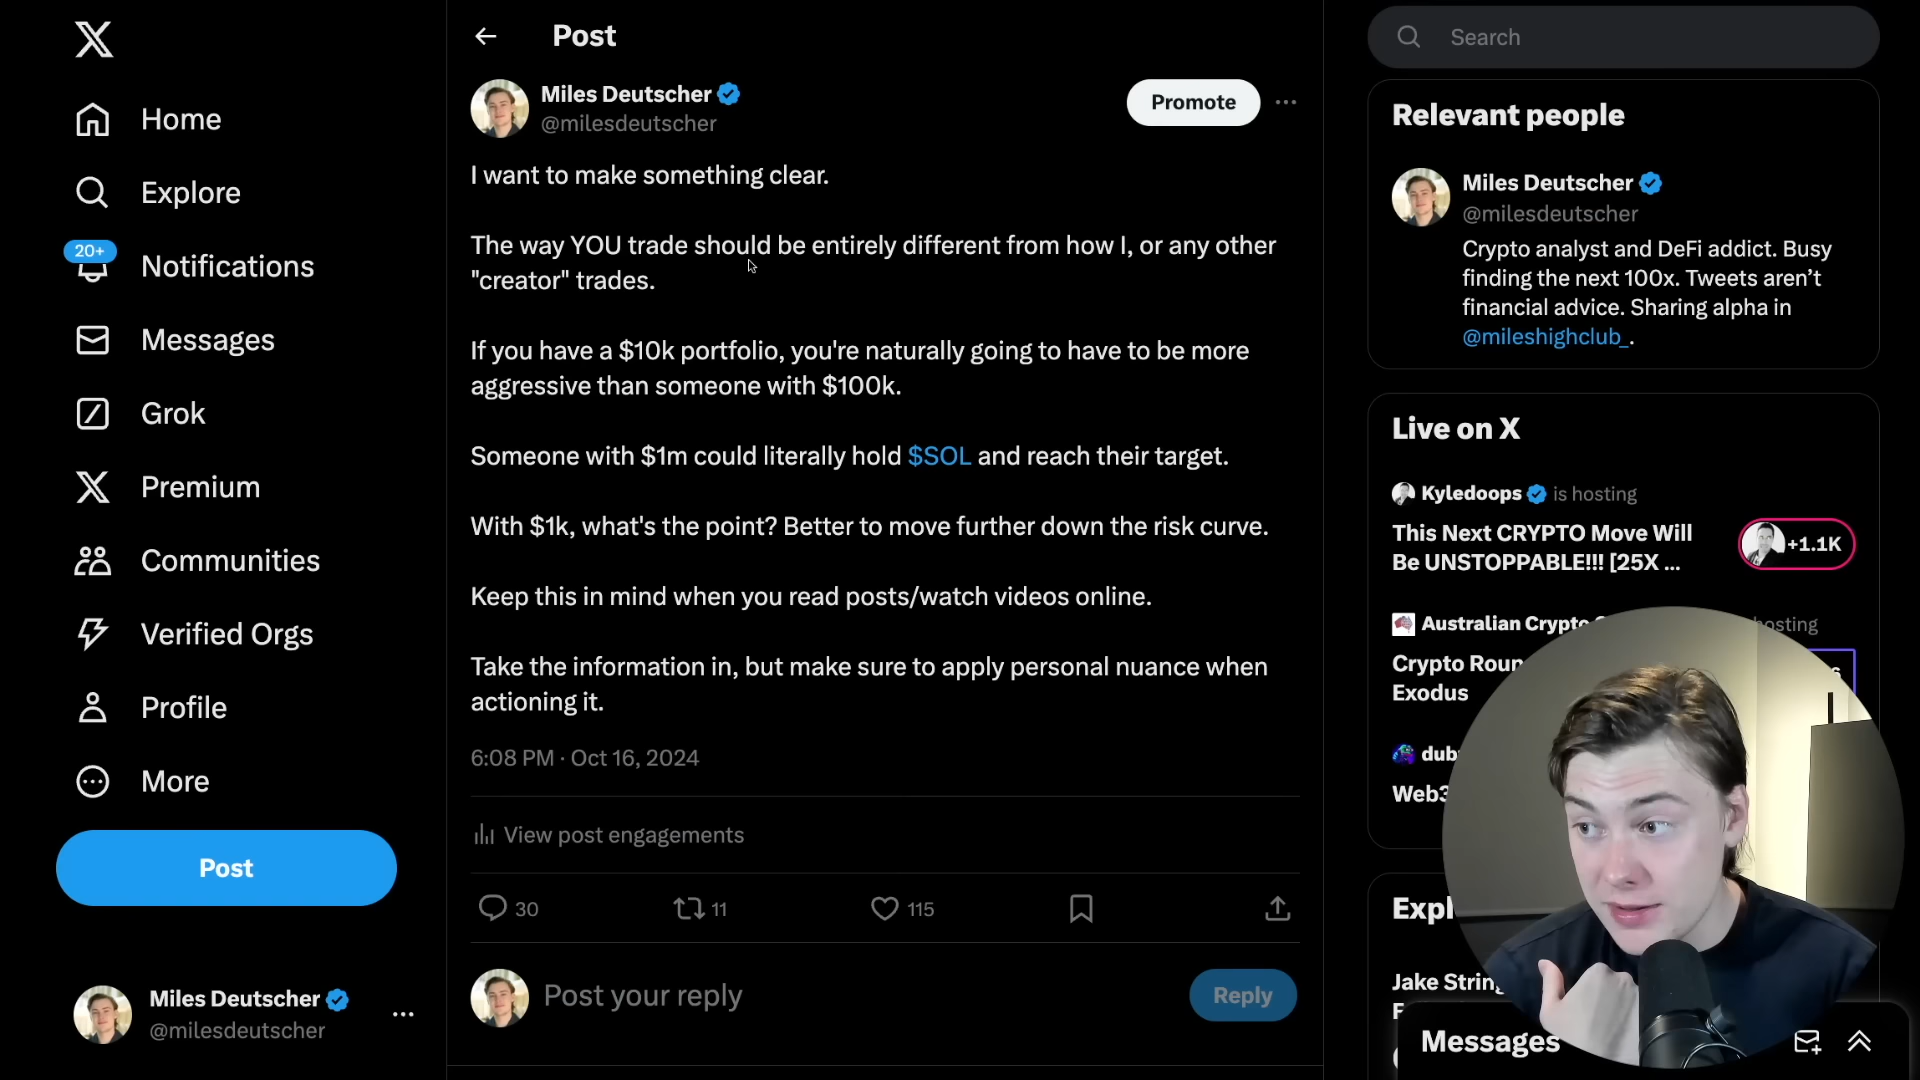 Home
Explore
20+
Notifications
Messages
Grok
Premium
Communities
Verified Orgs
Profile
More
Post
Miles Deutscher
@milesdeutscher
Post
Miles Deutscher
@milesdeutscher
Promote
I want to make something clear.
The way YOU trade should be entirely different from how I, or any other
"creator" trades.
If you have a $10k portfolio, you're naturally going to have to be more
aggressive than someone with $100k.
Someone with $1m could literally hold $SOL and reach their target.
With $1k, what's the point? Better to move further down the risk curve.
Keep this in mind when you read posts/watch videos online.
Take the information in, but make sure to apply personal nuance when
actioning it.
6:08 PM · Oct 16, 2024
View post engagements
30
11
115
Post your reply
Reply
Search
Relevant people
Miles Deutscher
@milesdeutscher
Crypto analyst and DeFi addict. Busy
finding the next 100x. Tweets aren’t
financial advice. Sharing alpha in
@mileshighclub_.
Live on X
Kyledoops is hosting
This Next CRYPTO Move Will
Be UNSTOPPABLE!!! [25X ...
+1.1K
Australian Crypto hosting
Crypto
Exodus
Jake
Messages